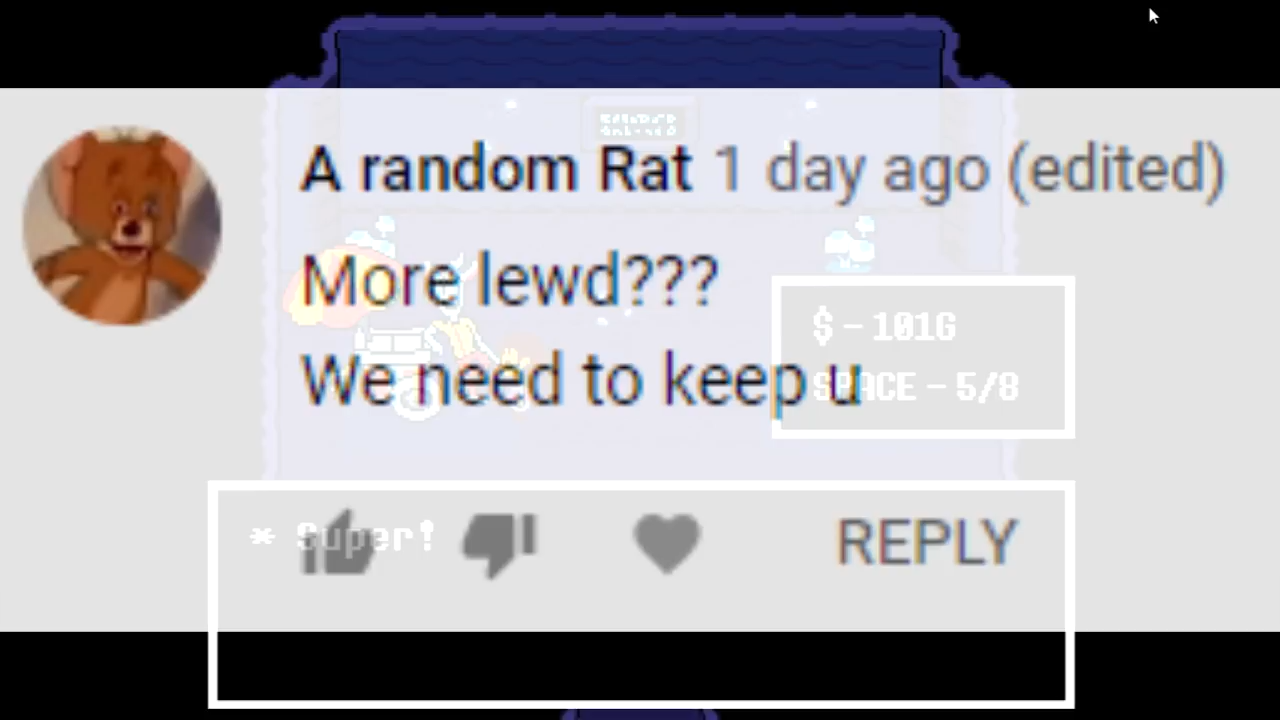 A random Rat 1 day ago (edited)
More lewd???
$ - 101G
We need to keep u
SPACE - 5/8
* Super!
REPLY